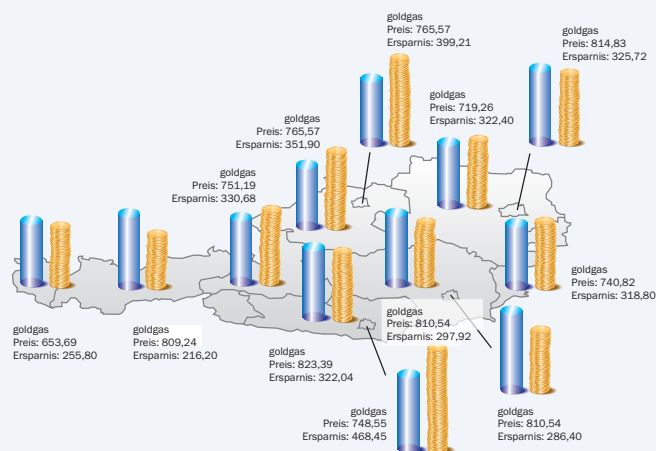 goldgas
Preis: 765,57
Ersparnis: 399,21
goldgas
Preis: 814,83
Ersparnis: 325,72
goldgas
Preis: 719,26
Ersparnis: 322,40
goldgas
Preis: 765,57
Ersparnis: 351,90
goldgas
Preis: 751,19
Ersparnis: 330,68
goldgas
Preis: 740,82
Ersparnis: 318,80
goldgas
Preis: 653,69
Ersparnis: 255,80
goldgas
Preis: 809,24
Ersparnis: 216,20
goldgas
Preis: 810,54
Ersparnis: 297,92
goldgas
Preis: 823,39
Ersparnis: 322,04
goldgas
Preis: 748,55
Ersparnis: 468,45
goldgas
Preis: 810,54
Ersparnis: 286,40